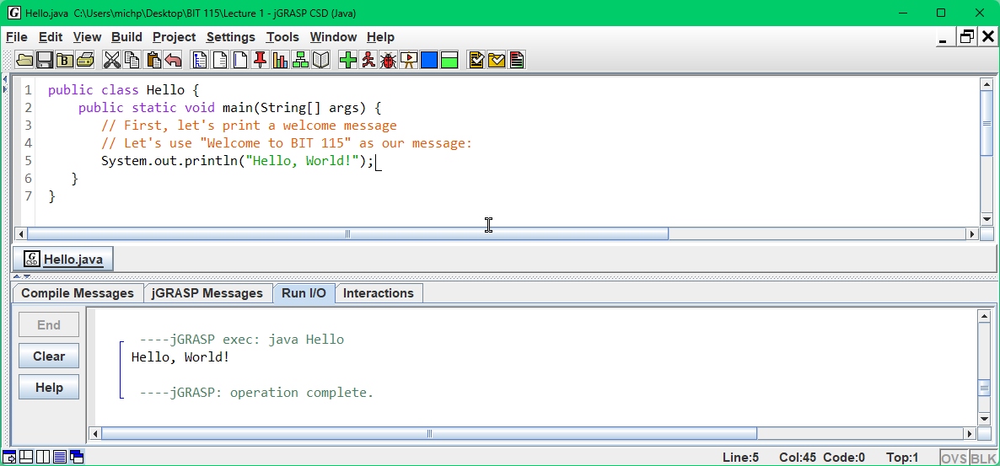 Hello.java  C:\Users\michp\Desktop\BIT 115\Lecture 1 - jGRASP CSD (Java)
File Edit View Build Project Settings Tools Window Help
1 public class Hello {
2     public static void main(String[] args) {
3        // First, let's print a welcome message
4        // Let's use "Welcome to BIT 115" as our message:
5        System.out.println("Hello, World!");
6    }
7 }
G CSD Hello.java
Compile Messages jGRASP Messages Run I/O Interactions
End
Clear
Help
----jGRASP exec: java Hello
Hello, World!
----jGRASP: operation complete.
Line:5 Col:45 Code:0 Top:1 OVS BLK